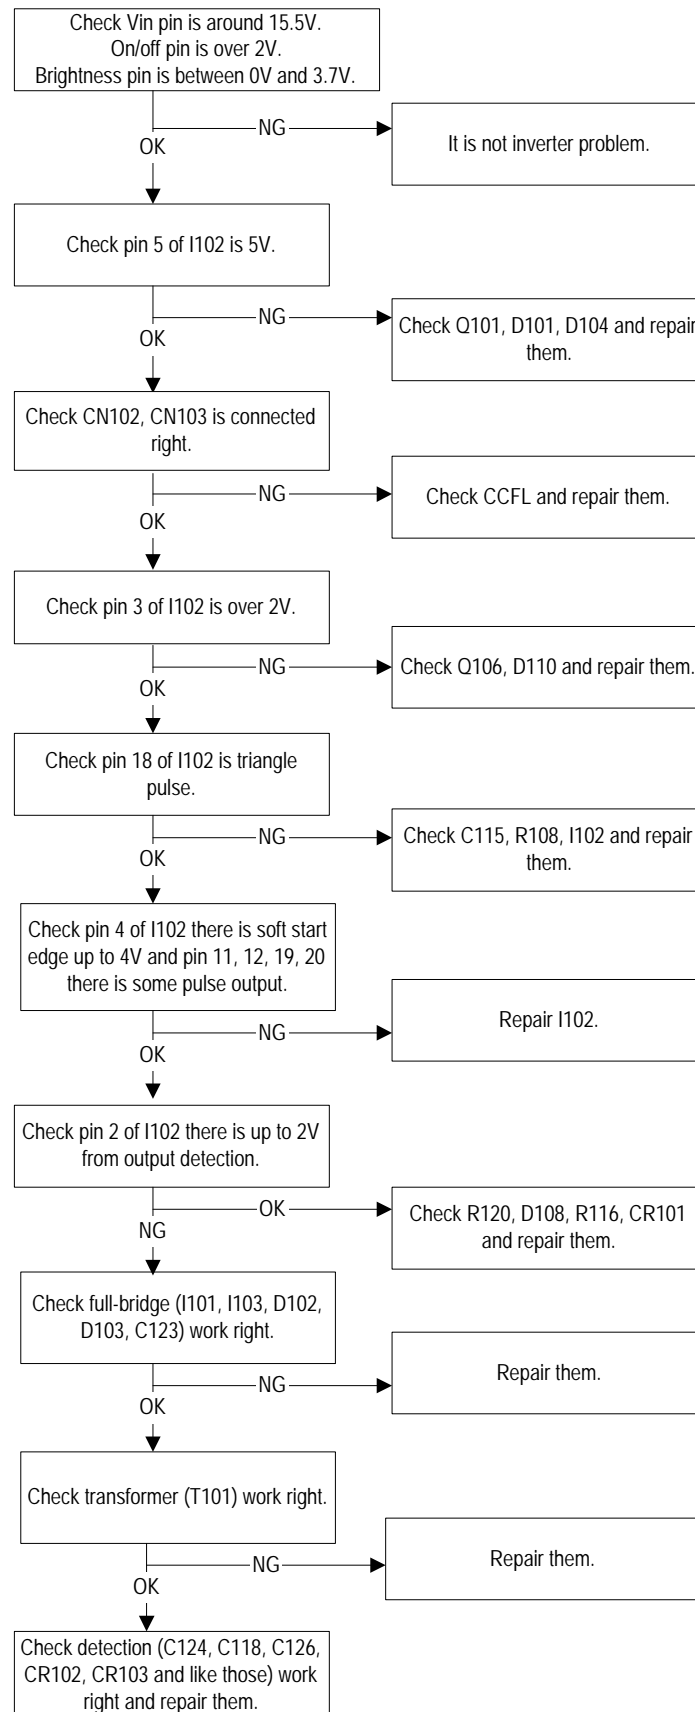 Check Vin pin is around 15.5V.
On/off pin is over 2V.
Brightness pin is between 0V and 3.7V.
NG
It is not inverter problem.
OK
Check pin 5 of I102 is 5V.
NG
Check Q101, D101, D104 and repair
them.
OK
Check CN102, CN103 is connected
right.
NG
Check CCFL and repair them.
OK
Check pin 3 of I102 is over 2V.
NG
Check Q106, D110 and repair them.
OK
Check pin 18 of I102 is triangle
pulse.
NG
Check C115, R108, I102 and repair
them.
OK
Check pin 4 of I102 there is soft start
edge up to 4V and pin 11, 12, 19, 20
there is some pulse output.
NG
Repair I102.
OK
Check pin 2 of I102 there is up to 2V
from output detection.
OK
Check R120, D108, R116, CR101
and repair them.
NG
Check full-bridge (I101, I103, D102,
D103, C123) work right.
NG
Repair them.
OK
Check transformer (T101) work right.
NG
Repair them.
OK
Check detection (C124, C118, C126,
CR102, CR103 and like those) work
right and repair them.